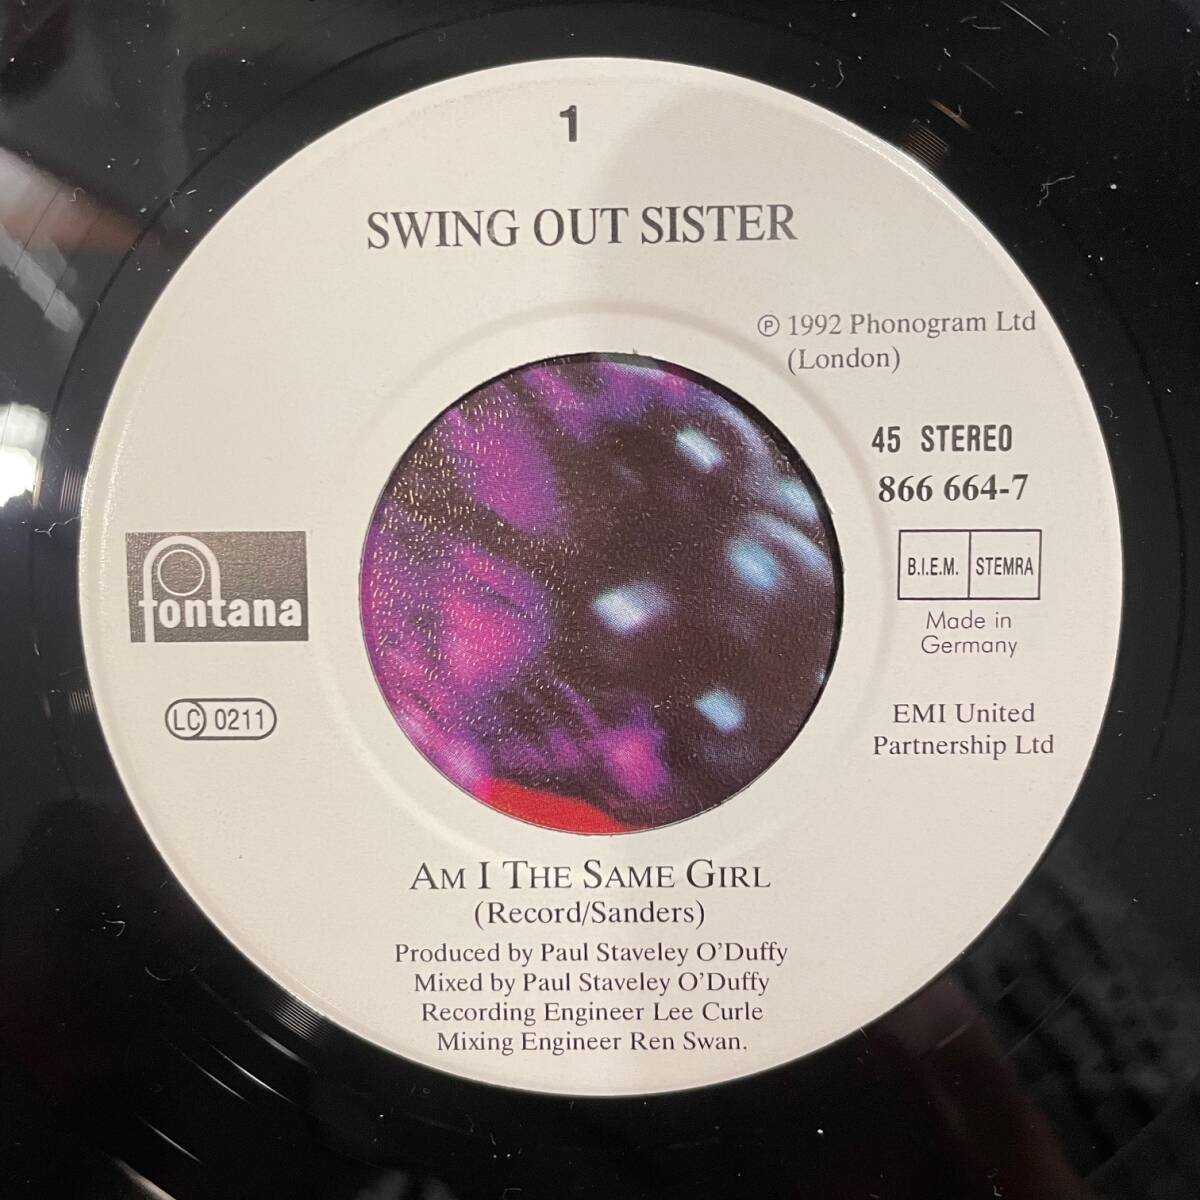 1
SWING OUT SISTER
℗ 1992 Phonogram Ltd
(London)
45 STEREO
866 664-7
B.I.E.M. STEMRA
Made in
Germany
fontana
LC 0211
EMI United
Partnership Ltd
AM I THE SAME GIRL
(Record/Sanders)
Produced by Paul Staveley O'Duffy
Mixed by Paul Staveley O'Duffy
Recording Engineer Lee Curle
Mixing Engineer Ren Swan.